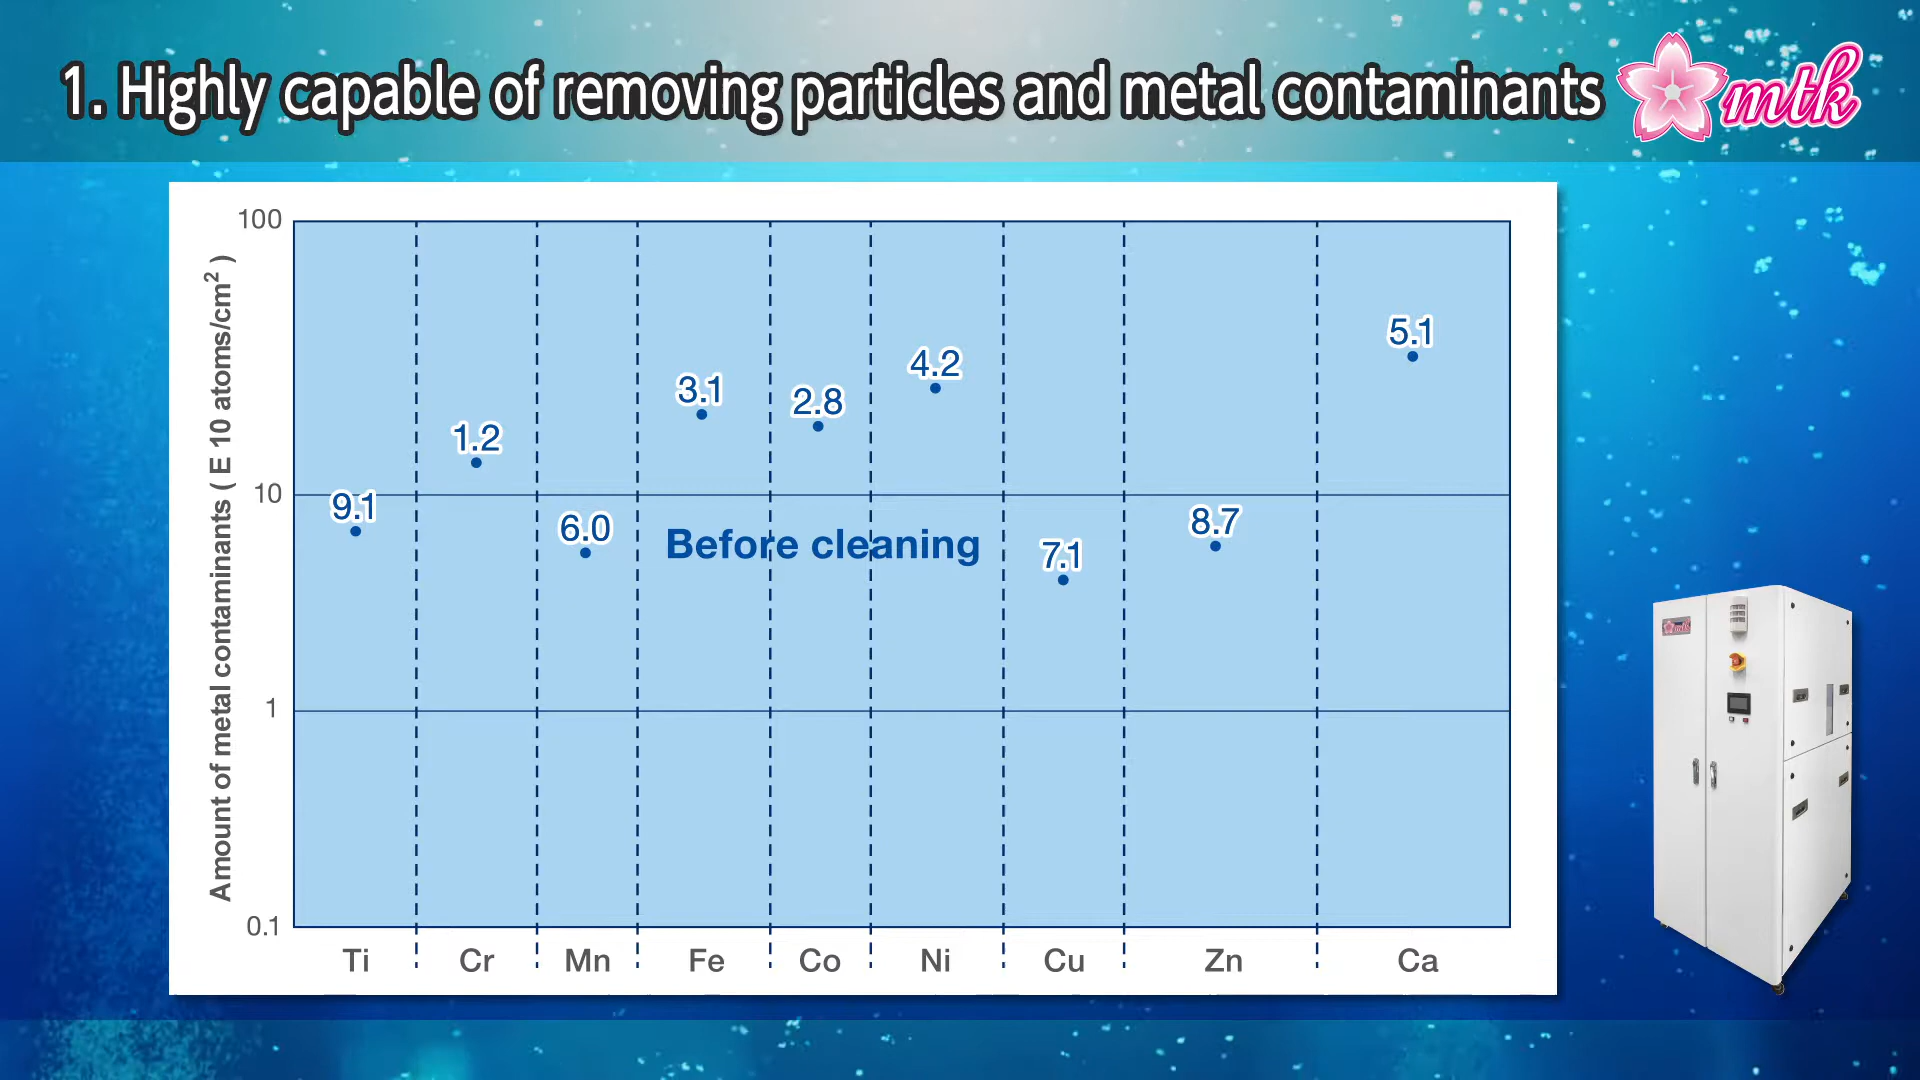 1. Highly capable of removing particles and metal contaminants
mtk
Amount of metal contaminants ( E 10 atoms/cm² )
100
10
1
0.1
9.1
1.2
6.0
3.1
2.8
4.2
7.1
8.7
5.1
Before cleaning
Ti Cr Mn Fe Co Ni Cu Zn Ca
mtk